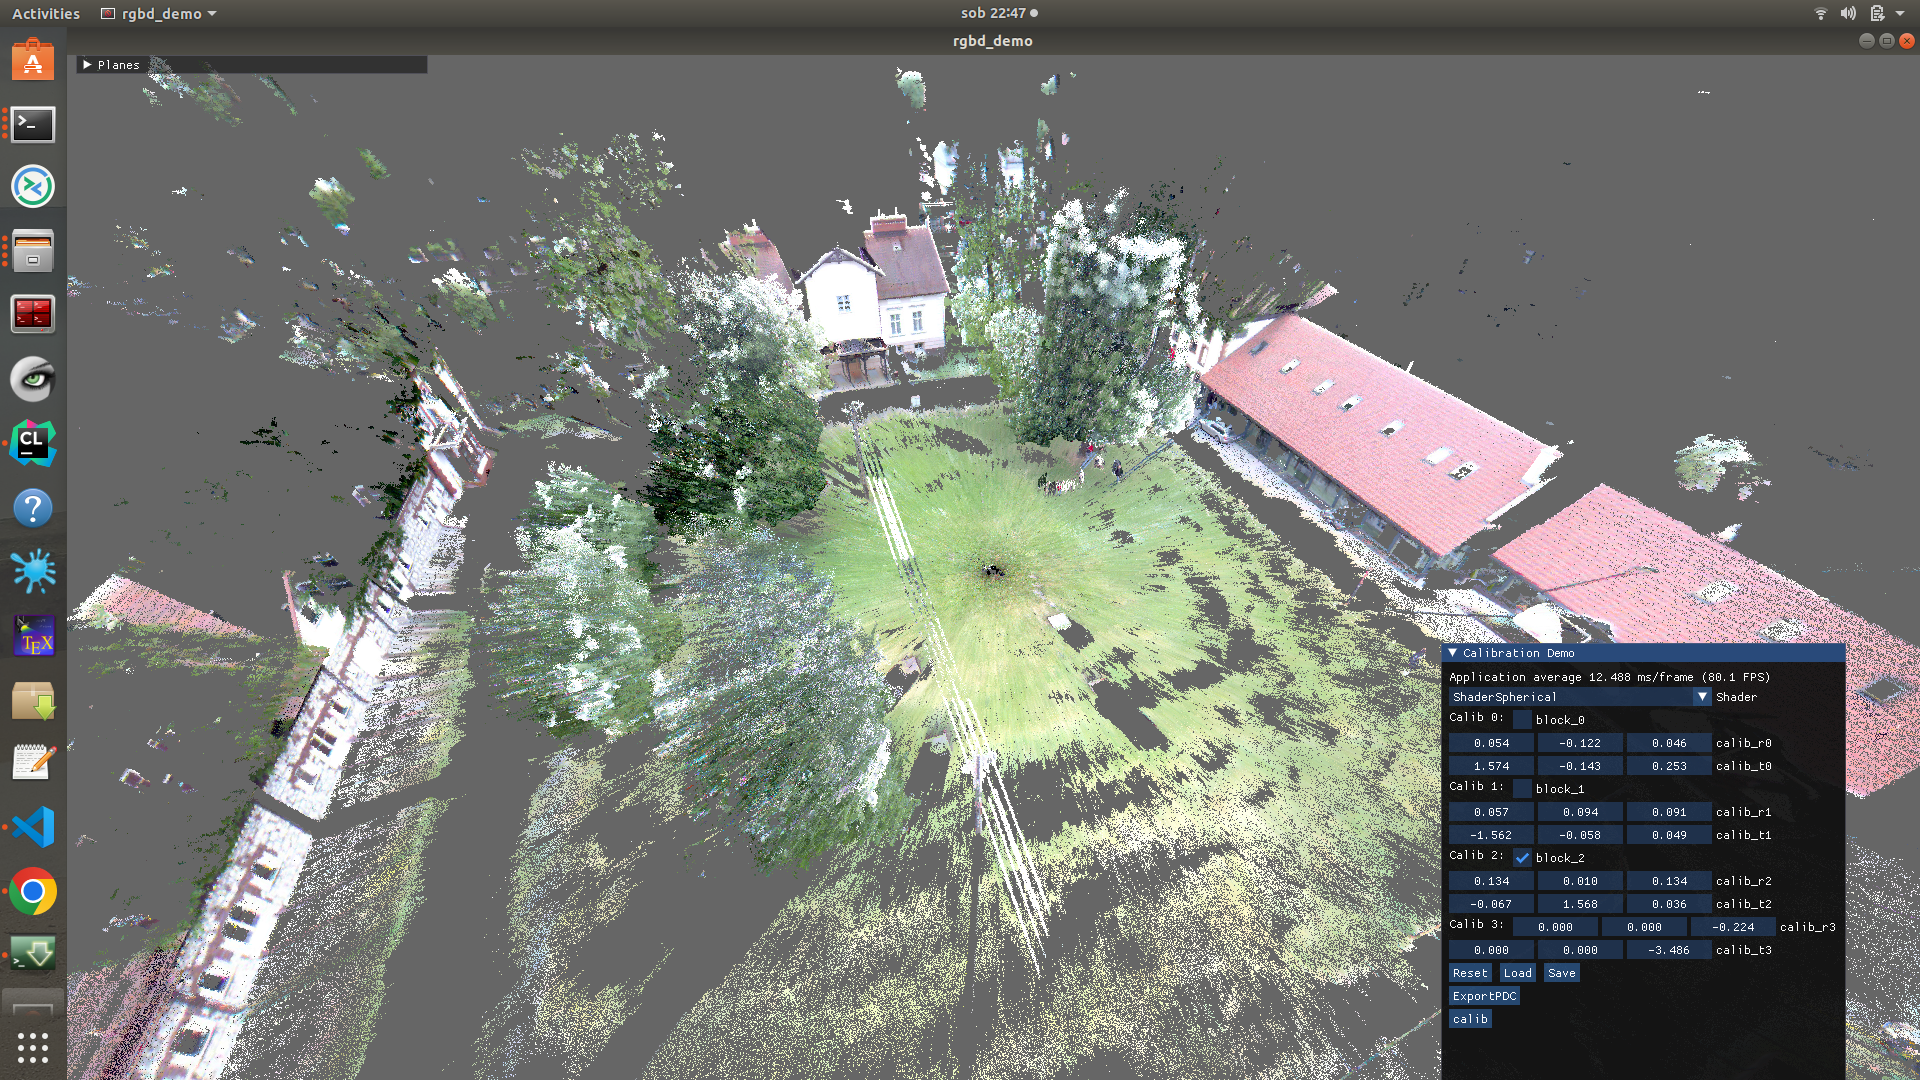 Activities rgbd_demo sob 22:47
rgbd_demo
Planes
>_
CL
?
TEX
>_
Calibration Demo
Application average 12.488 ms/frame (80.1 FPS)
ShaderSpherical Shader
Calib 0: block_0
0.054 -0.122 0.046 calib_r0
1.574 -0.143 0.253 calib_t0
Calib 1: block_1
0.057 0.094 0.091 calib_r1
-1.562 -0.058 0.049 calib_t1
Calib 2: block_2
0.134 0.010 0.134 calib_r2
-0.067 1.568 0.036 calib_t2
Calib 3: 0.000 0.000 -0.224 calib_r3
0.000 0.000 -3.486 calib_t3
Reset Load Save
ExportPDC
calib